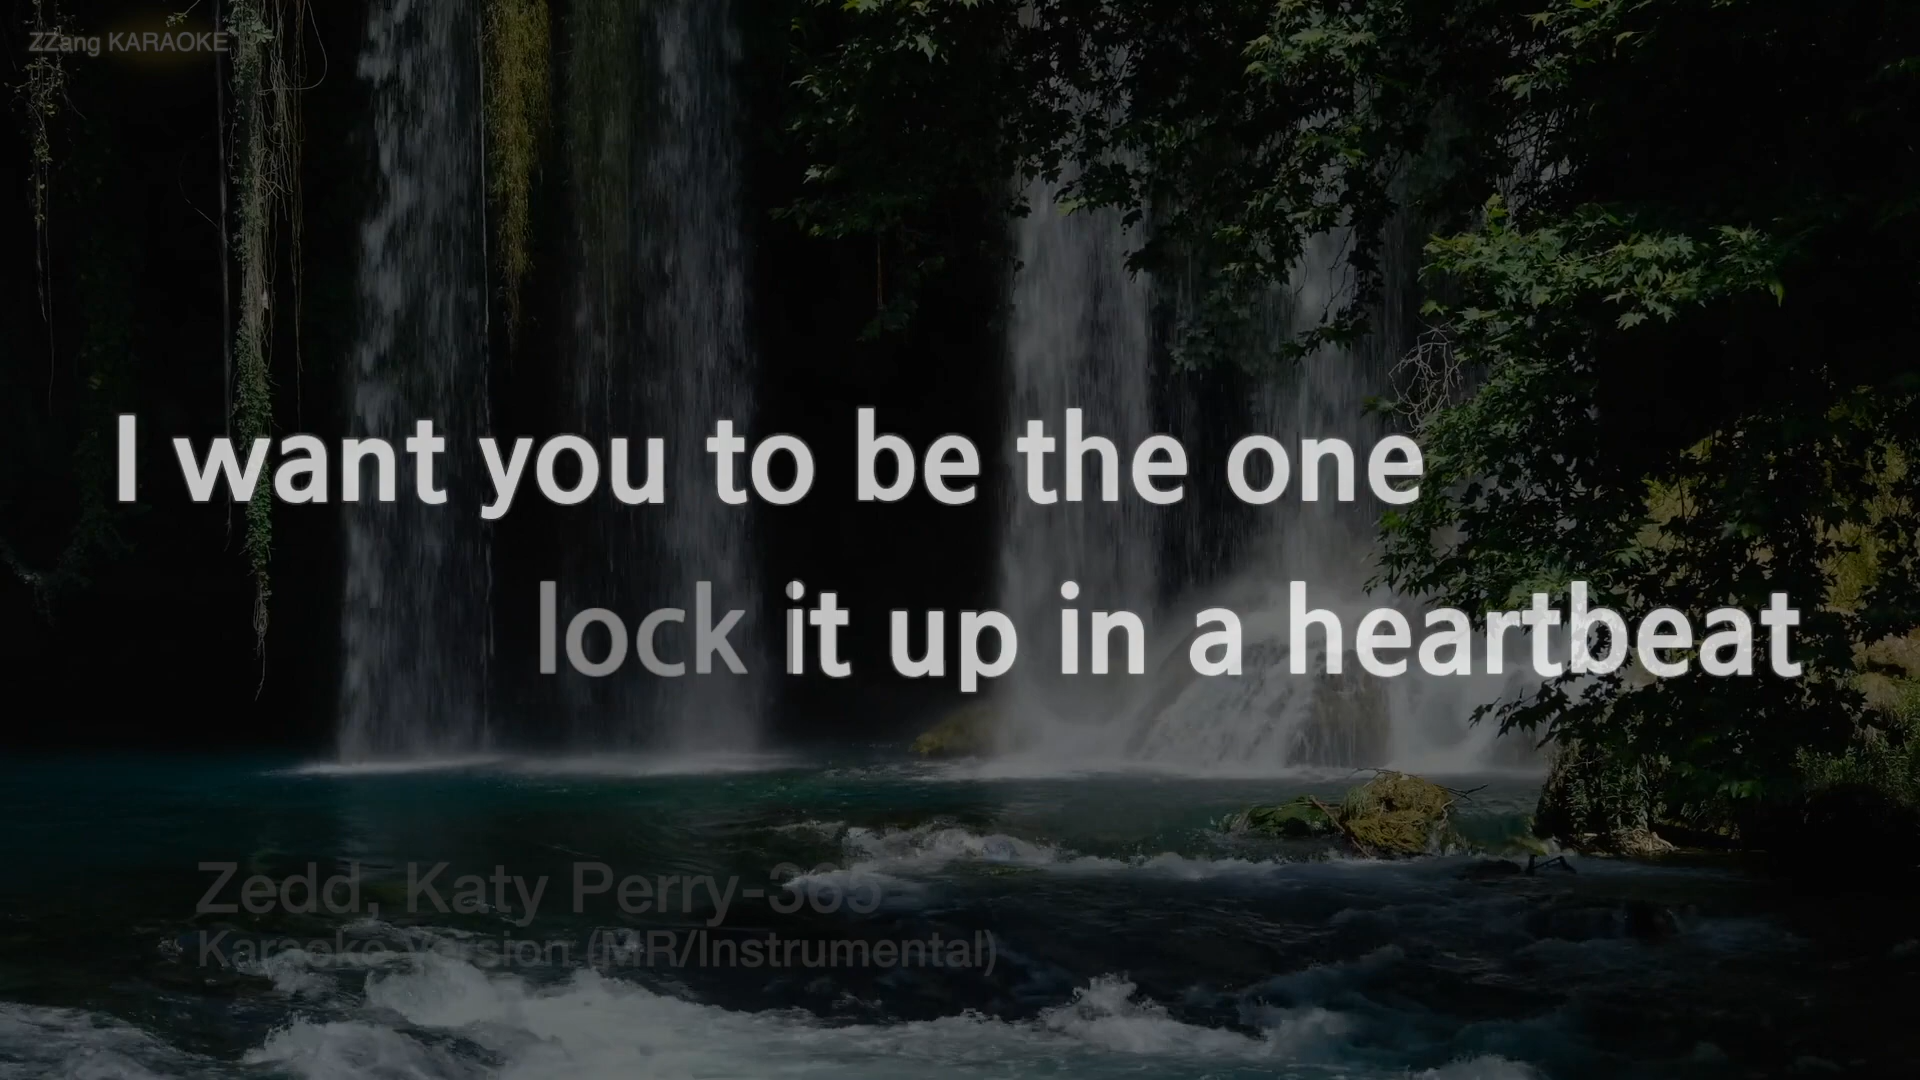 ZZang KARAOKE
I want you to be the one
lock it up in a heartbeat
Zedd, Katy Perry-365
Karaoke Version (MR/Instrumental)